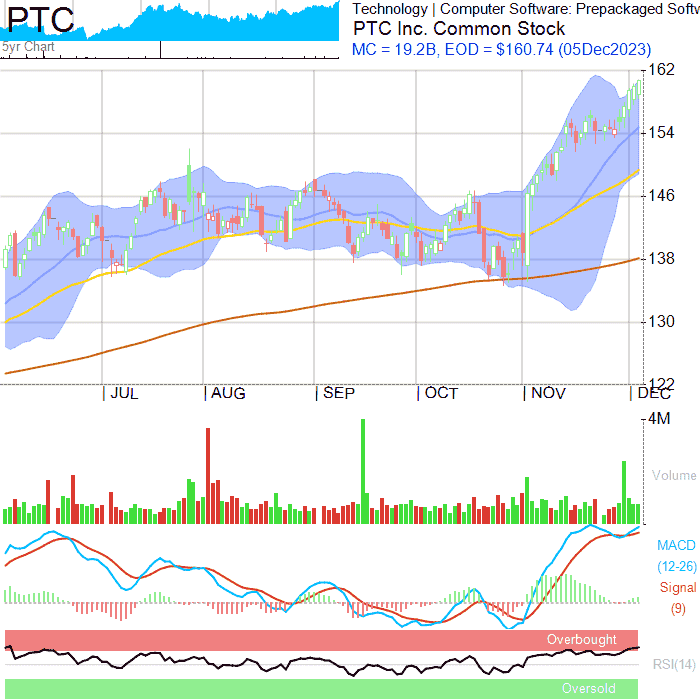 PTC
5yr Chart
Technology | Computer Software: Prepackaged Softw
PTC Inc. Common Stock
MC = 19.2B, EOD = $160.74 (05Dec2023)
162
154
146
138
130
122
JUL
AUG
SEP
OCT
NOV
DEC
4M
Volume
MACD
(12-26)
Signal
(9)
Overbought
RSI(14)
Oversold